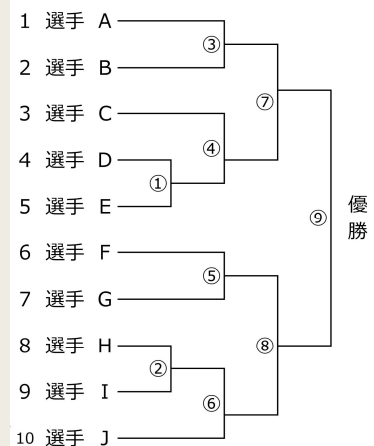 1 選手 A
③
2 選手 B
⑦
3 選手 C
④
4 選手 D
①
5 選手 E
⑨
優勝
6 選手 F
⑤
7 選手 G
8 選手 H
⑧
②
9 選手 I
⑥
10 選手 J